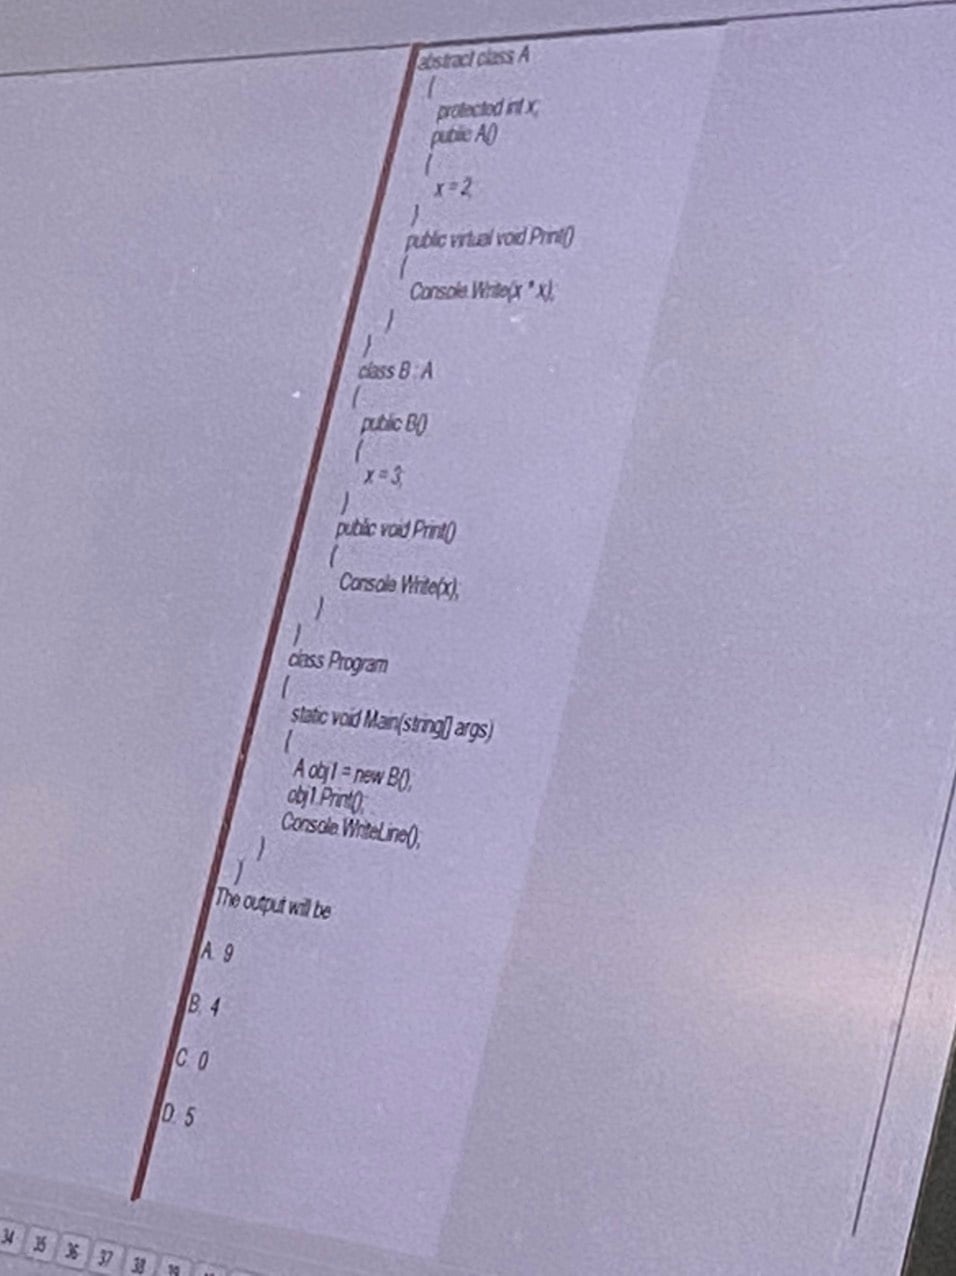 abstract class A
{
protected int x;
public A()
{
x = 2;
}
public virtual void Print()
{
Console.Write(x * x);
}
}
class B : A
{
public B()
{
x = 3;
}
public void Print()
{
Console.Write(x);
}
}
class Program
{
static void Main(string[] args)
{
A obj1 = new B();
obj1.Print();
Console.WriteLine();
}
}
The output will be
A. 9
B. 4
C. 0
D. 5
34 35 36 37 38 39